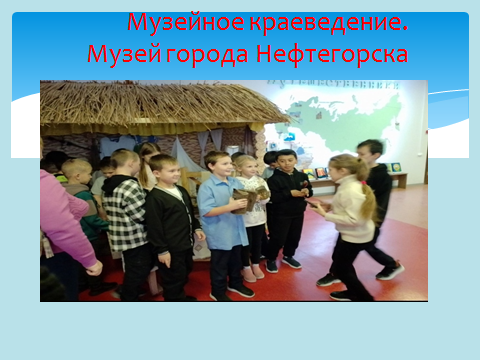 Музейное краеведение.
Музей города Нефтегорска